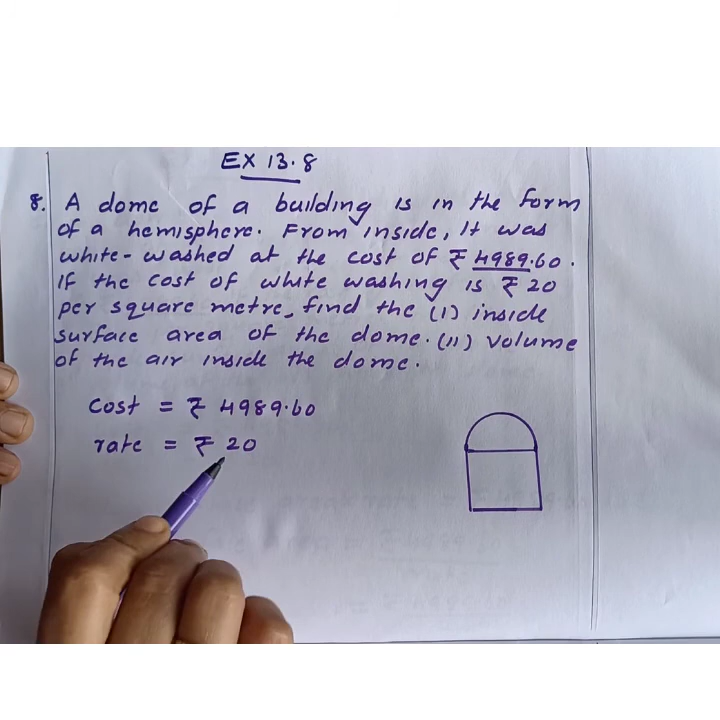 EX 13.8
8. A dome of a building is in the form
of a hemisphere. From inside, it was
white-washed at the cost of ₹ 4989.60.
If the cost of white washing is ₹ 20
per square metre, find the (i) inside
surface area of the dome. (ii) volume
of the air inside the dome.
cost = ₹ 4989.60
rate = ₹ 20